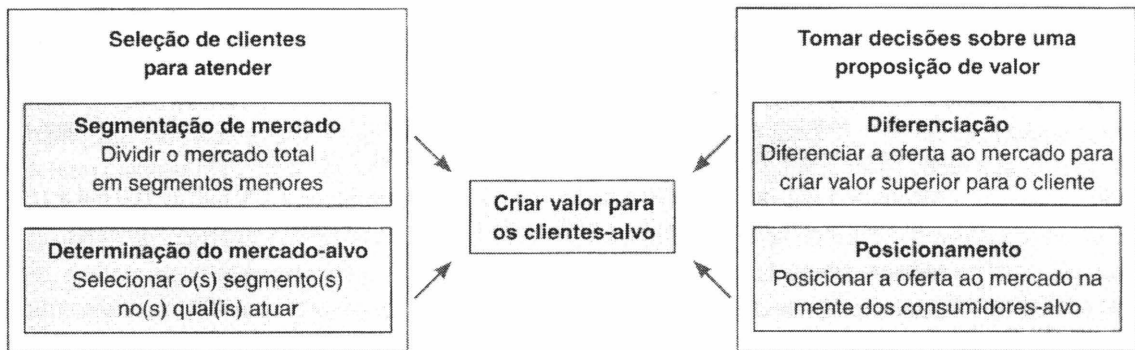 Seleção de clientes
para atender
Segmentação de mercado
Dividir o mercado total
em segmentos menores
Determinação do mercado-alvo
Selecionar o(s) segmento(s)
no(s) qual(is) atuar
Criar valor para
os clientes-alvo
Tomar decisões sobre uma
proposição de valor
Diferenciação
Diferenciar a oferta ao mercado para
criar valor superior para o cliente
Posicionamento
Posicionar a oferta ao mercado na
mente dos consumidores-alvo